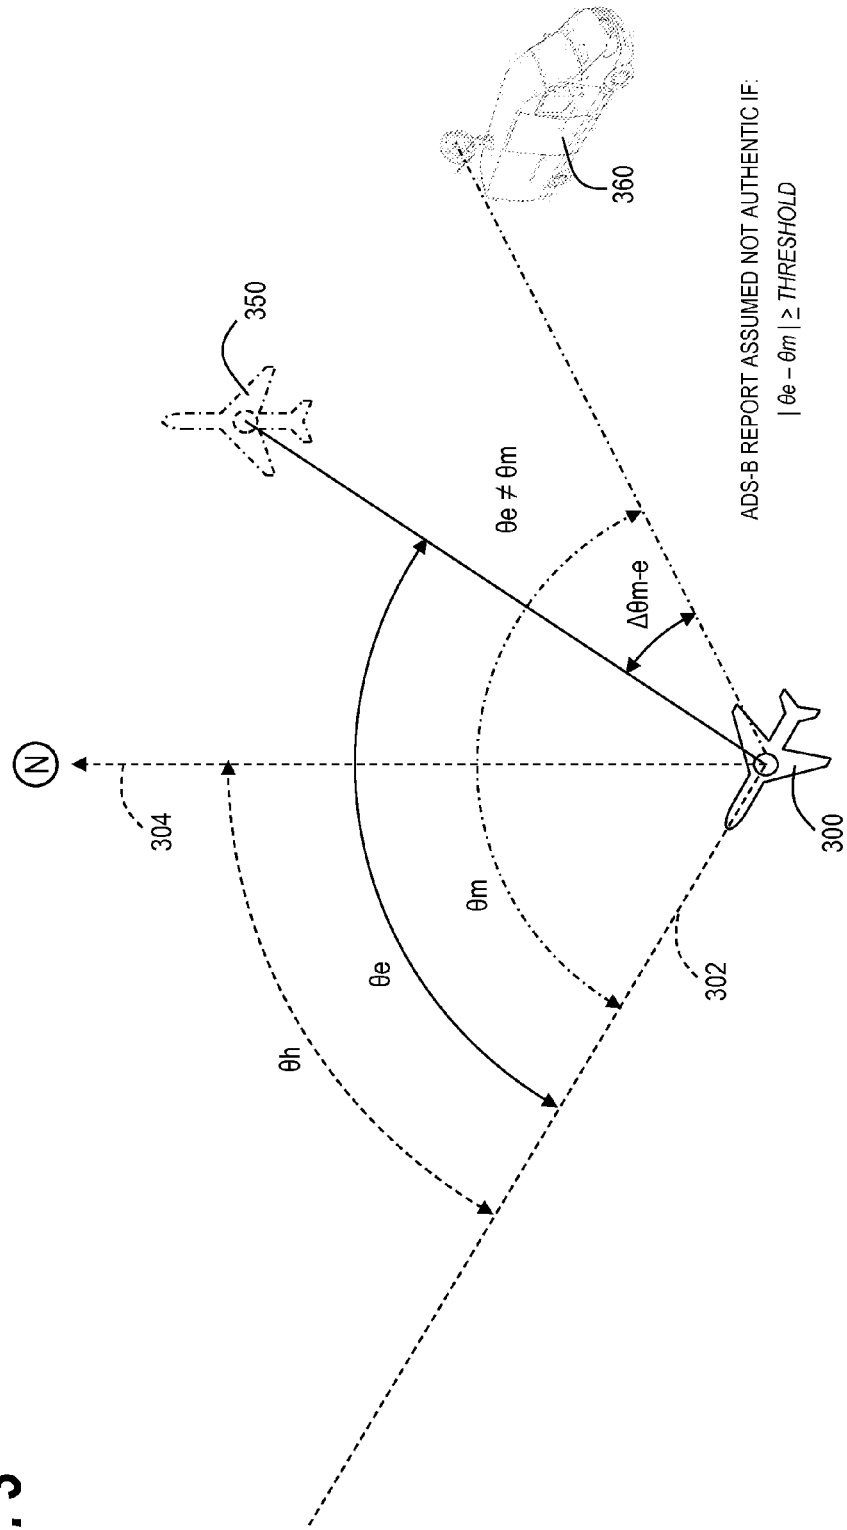 N
304
350
θh
θe
θm
θe ≠ θm
360
Δθm-e
302
ADS-B REPORT ASSUMED NOT AUTHENTIC IF:
| θe – θm | ≥ THRESHOLD
300